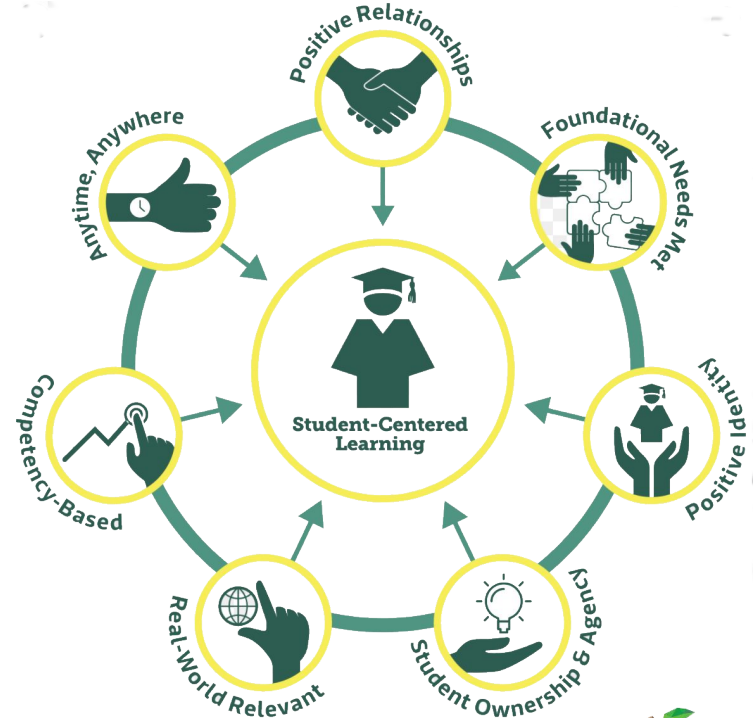 Positive Relationships
Foundational Needs Met
Positive Identity
Student Ownership & Agency
Real-World Relevant
Competency-Based
Anytime, Anywhere
Student-Centered
Learning